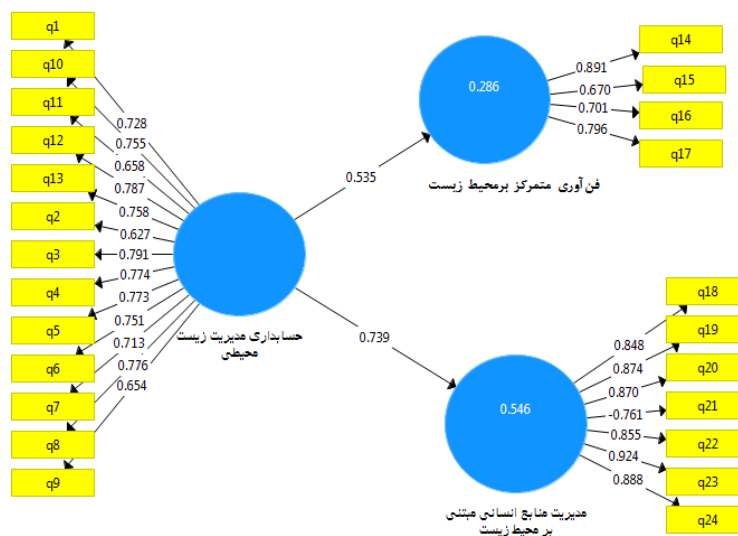 q1
q10
q11
q12
q13
q2
q3
q4
q5
q6
q7
q8
q9
0.728
0.755
0.658
0.787
0.758
0.627
0.791
0.774
0.773
0.751
0.713
0.776
0.654
حسابداری مدیریت زیست
محیطی
0.535
0.739
0.286
فن آوری متمرکز برمحیط زیست
0.891
0.670
0.701
0.796
q14
q15
q16
q17
0.546
مدیریت منابع انسانی مبتنی
بر محیط زیست
0.848
0.874
0.870
-0.761
0.855
0.924
0.888
q18
q19
q20
q21
q22
q23
q24